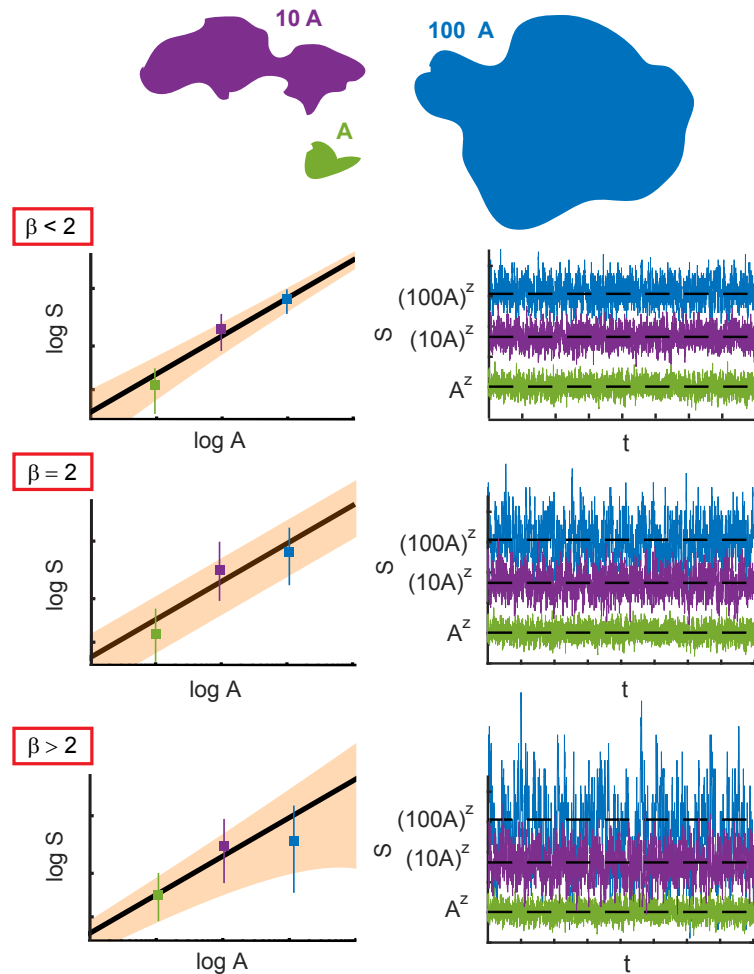 10 A
100 A
A
β < 2
log S
log A
S
(100A)^z
(10A)^z
A^z
t
β = 2
log S
log A
S
(100A)^z
(10A)^z
A^z
t
β > 2
log S
log A
S
(100A)^z
(10A)^z
A^z
t